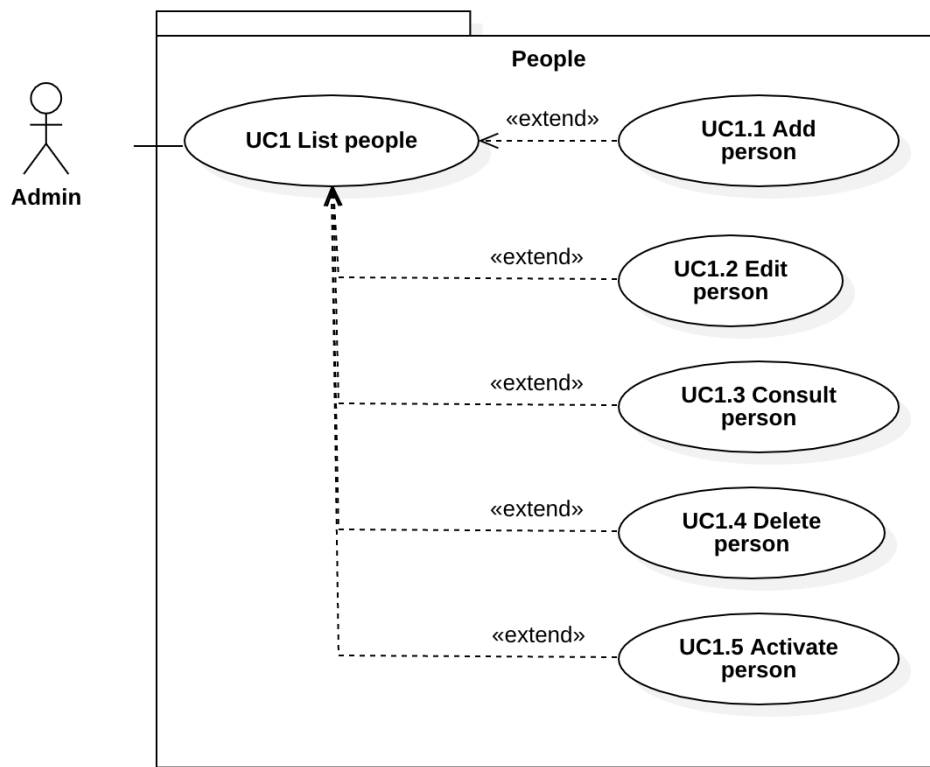 People
Admin
UC1 List people
«extend»
UC1.1 Add
person
«extend»
UC1.2 Edit
person
«extend»
UC1.3 Consult
person
«extend»
UC1.4 Delete
person
«extend»
UC1.5 Activate
person